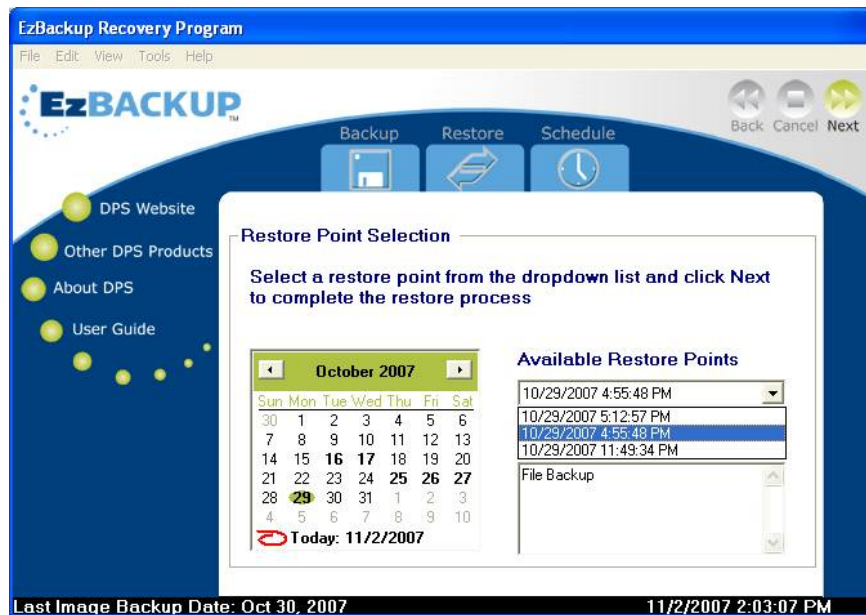 EzBackup Recovery Program
File Edit View Tools Help
EzBACKUP™
Backup Restore Schedule
Back Cancel Next
DPS Website
Other DPS Products
About DPS
User Guide
Restore Point Selection
Select a restore point from the dropdown list and click Next
to complete the restore process
October 2007
Sun Mon Tue Wed Thu Fri Sat
30 1 2 3 4 5 6
7 8 9 10 11 12 13
14 15 16 17 18 19 20
21 22 23 24 25 26 27
28 29 30 31 1 2 3
4 5 6 7 8 9 10
Today: 11/2/2007
Available Restore Points
10/29/2007 4:55:48 PM
10/29/2007 5:12:57 PM
10/29/2007 4:55:48 PM
10/29/2007 11:49:34 PM
File Backup
Last Image Backup Date: Oct 30, 2007
11/2/2007 2:03:07 PM